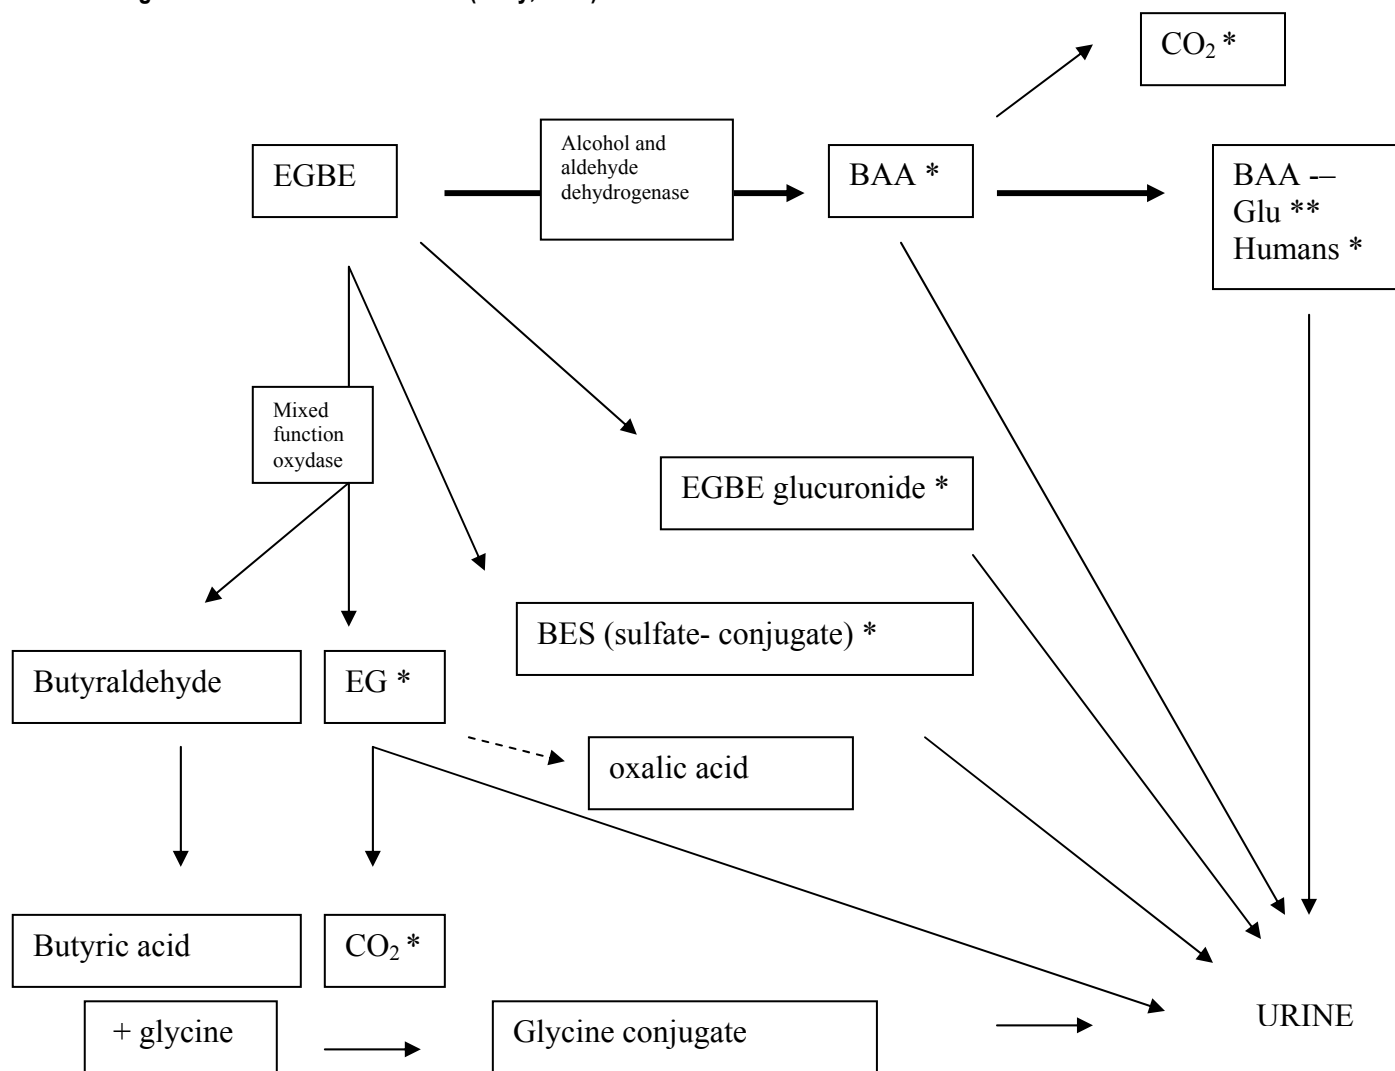 CO₂ *
EGBE
Alcohol and
aldehyde
dehydrogenase
BAA *
BAA -–
Glu **
Humans *
Mixed
function
oxydase
EGBE glucuronide *
BES (sulfate- conjugate) *
Butyraldehyde
EG *
oxalic acid
Butyric acid
CO₂ *
+ glycine
Glycine conjugate
URINE